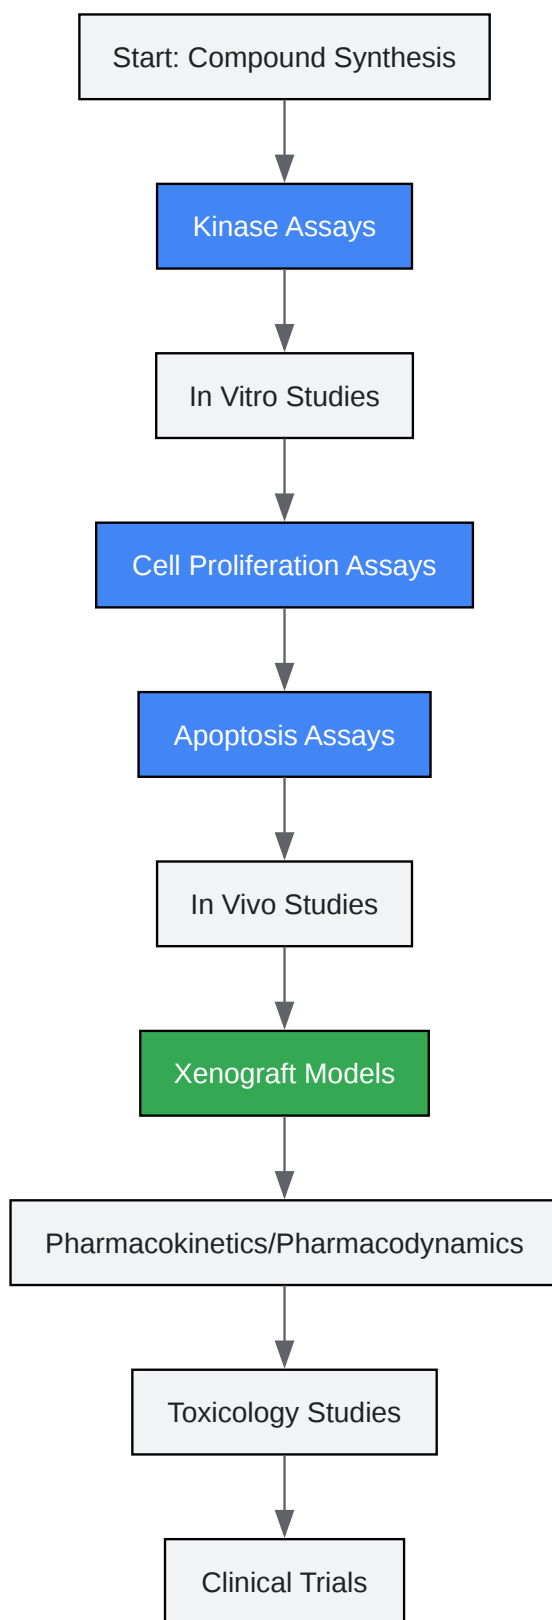 Start: Compound Synthesis
Kinase Assays
In Vitro Studies
Cell Proliferation Assays
Apoptosis Assays
In Vivo Studies
Xenograft Models
Pharmacokinetics/Pharmacodynamics
Toxicology Studies
Clinical Trials